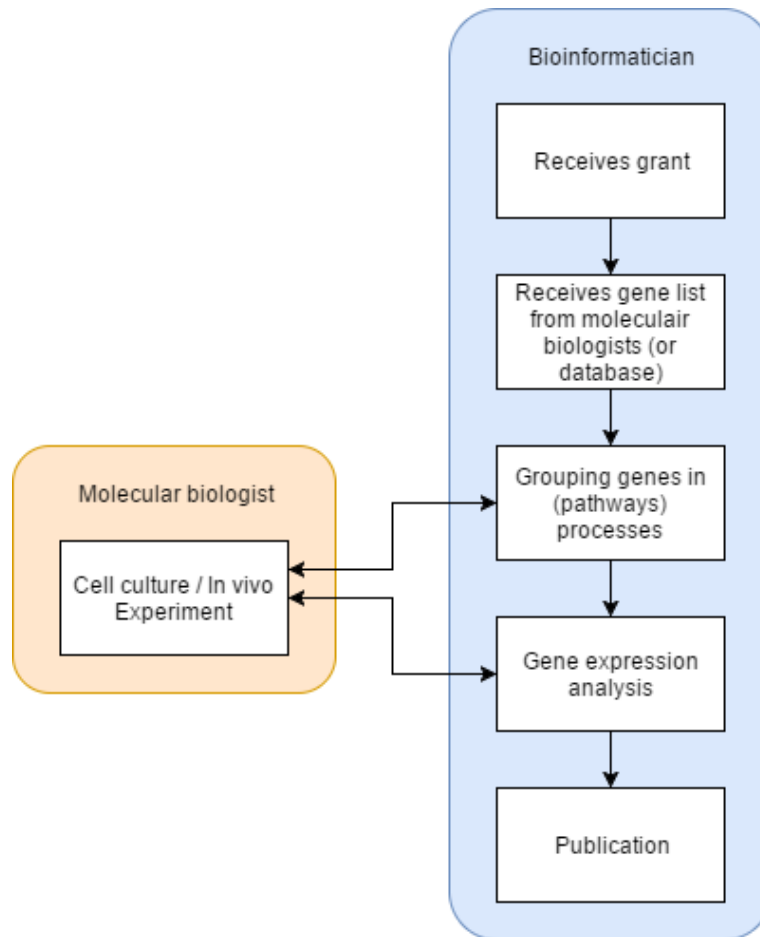 Bioinformatician
Receives grant
Receives gene list
from moleculair
biologists (or
database)
Molecular biologist
Cell culture / In vivo
Experiment
Grouping genes in
(pathways)
processes
Gene expression
analysis
Publication